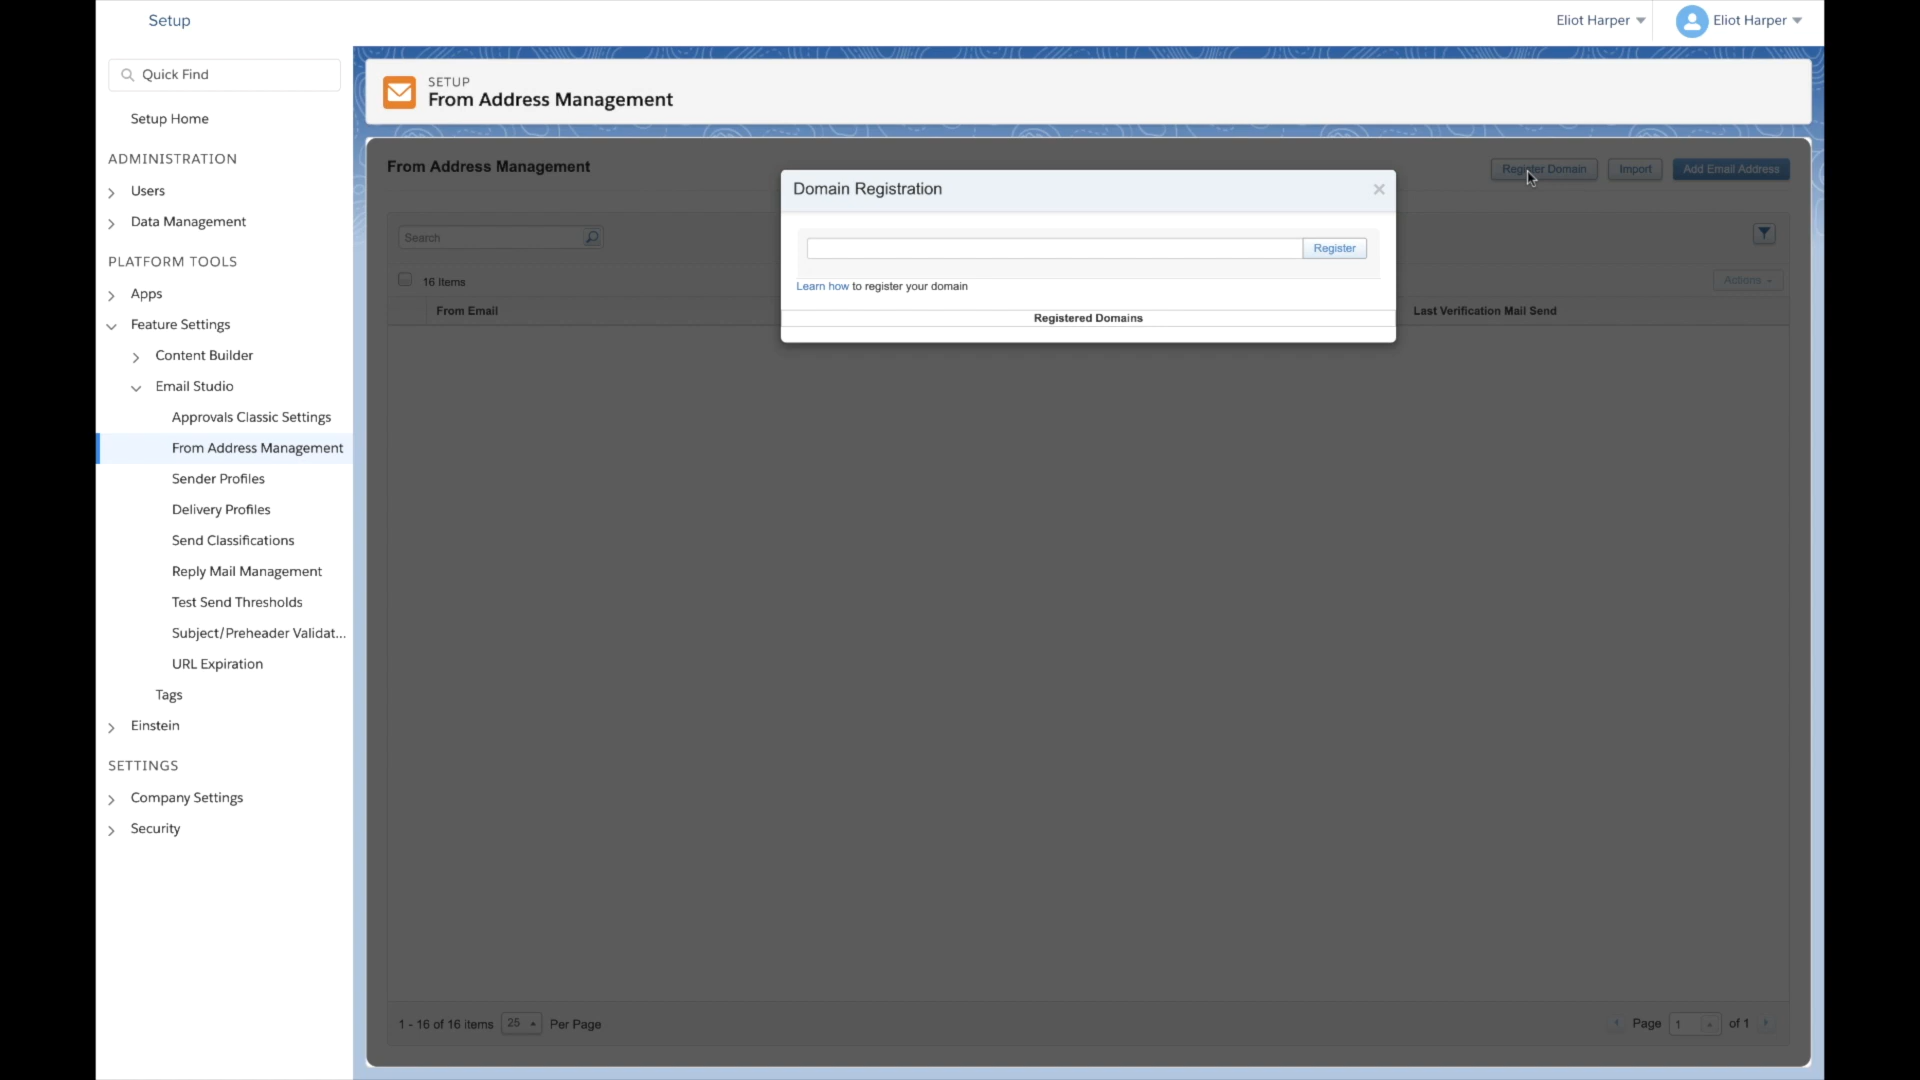 Setup
Eliot Harper
Eliot Harper
Quick Find
Setup Home
ADMINISTRATION
Users
Data Management
PLATFORM TOOLS
Apps
Feature Settings
Content Builder
Email Studio
Approvals Classic Settings
From Address Management
Sender Profiles
Delivery Profiles
Send Classifications
Reply Mail Management
Test Send Thresholds
Subject/Preheader Validat...
URL Expiration
Tags
Einstein
SETTINGS
Company Settings
Security
SETUP
From Address Management
From Address Management
Register Domain
Import
Add Email Address
Search
16 Items
Actions
From Email
Last Verification Mail Send
Domain Registration
Register
Learn how to register your domain
Registered Domains
1 - 16 of 16 items 25 Per Page
Page 1 of 1